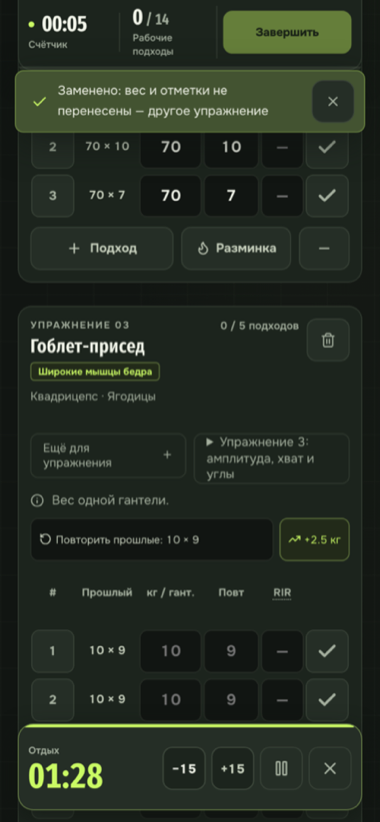 00:05
Счётчик
0 / 14
Рабочие
подходы
Завершить
Заменено: вес и отметки не
перенесены — другое упражнение
2 70 × 10 70 10 —
3 70 × 7 70 7 —
+ Подход
Разминка
—
УПРАЖНЕНИЕ 03
0 / 5 подходов
Гоблет-присед
Широкие мышцы бедра
Квадрицепс · Ягодицы
Ещё для
упражнения +
▶ Упражнение 3:
амплитуда, хват и
углы
Вес одной гантели.
Повторить прошлые: 10 × 9
+2.5 кг
# Прошлый кг / гант. Повт RIR
1 10 × 9 10 9 —
2 10 × 9 10 9 —
Отдых
01:28
−15
+15